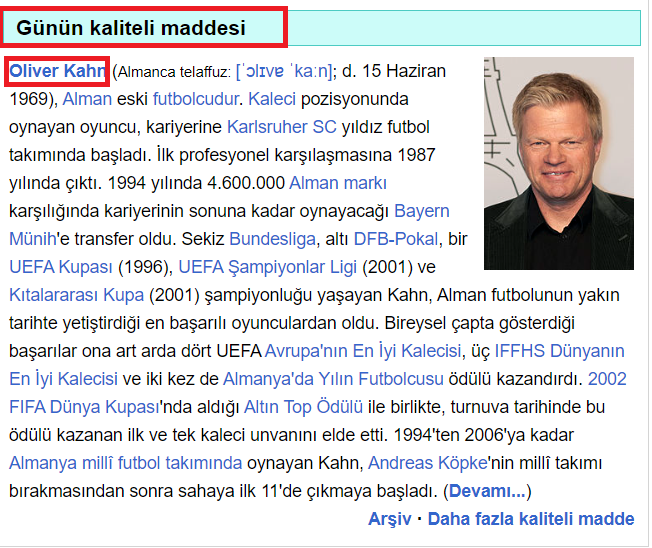 Günün kaliteli maddesi
Oliver Kahn (Almanca telaffuz: [ˈɔlɪvɐ ˈkaːn]; d. 15 Haziran
1969), Alman eski futbolcudur. Kaleci pozisyonunda
oynayan oyuncu, kariyerine Karlsruher SC yıldız futbol
takımında başladı. İlk profesyonel karşılaşmasına 1987
yılında çıktı. 1994 yılında 4.600.000 Alman markı
karşılığında kariyerinin sonuna kadar oynayacağı Bayern
Münih'e transfer oldu. Sekiz Bundesliga, altı DFB-Pokal, bir
UEFA Kupası (1996), UEFA Şampiyonlar Ligi (2001) ve
Kıtalararası Kupa (2001) şampiyonluğu yaşayan Kahn, Alman futbolunun yakın
tarihte yetiştirdiği en başarılı oyunculardan oldu. Bireysel çapta gösterdiği
başarılar ona art arda dört UEFA Avrupa'nın En İyi Kalecisi, üç IFFHS Dünyanın
En İyi Kalecisi ve iki kez de Almanya'da Yılın Futbolcusu ödülü kazandırdı. 2002
FIFA Dünya Kupası'nda aldığı Altın Top Ödülü ile birlikte, turnuva tarihinde bu
ödülü kazanan ilk ve tek kaleci unvanını elde etti. 1994'ten 2006'ya kadar
Almanya millî futbol takımında oynayan Kahn, Andreas Köpke'nin millî takımı
bırakmasından sonra sahaya ilk 11'de çıkmaya başladı. (Devamı...)
Arşiv · Daha fazla kaliteli madde